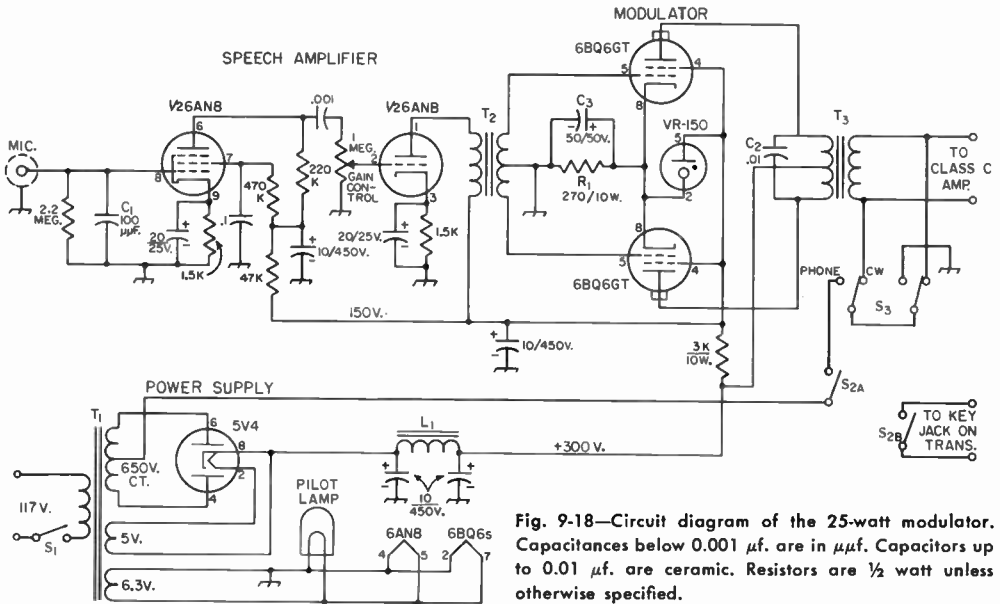 MODULATOR
SPEECH AMPLIFIER
6BQ6GT
½6AN8
½6AN8
.001
T2
C3
50/50V.
VR-150
T3
MIC.
6
7
8
9
1 MEG.
GAIN CONTROL
1
2
3
5
4
8
5
2
C2
.01
TO CLASS C AMP.
2.2 MEG.
C1
100 μμf.
20/25V.
1.5K
.1
470 K
220 K
47K
10/450V.
20/25V.
1.5K
R1
270/10W.
8
5
4
6BQ6GT
PHONE
CW
S3
150V.
10/450V.
3K
10W.
S2A
POWER SUPPLY
T1
650V. CT.
5V4
6
8
2
4
L1
+300V.
10
450V.
S2B
TO KEY JACK ON TRANS.
117V.
S1
5V.
6.3V.
PILOT LAMP
6AN8
4
5
6BQ6s
2
7
Fig. 9-18—Circuit diagram of the 25-watt modulator.
Capacitances below 0.001 μf. are in μμf. Capacitors up
to 0.01 μf. are ceramic. Resistors are ½ watt unless
otherwise specified.